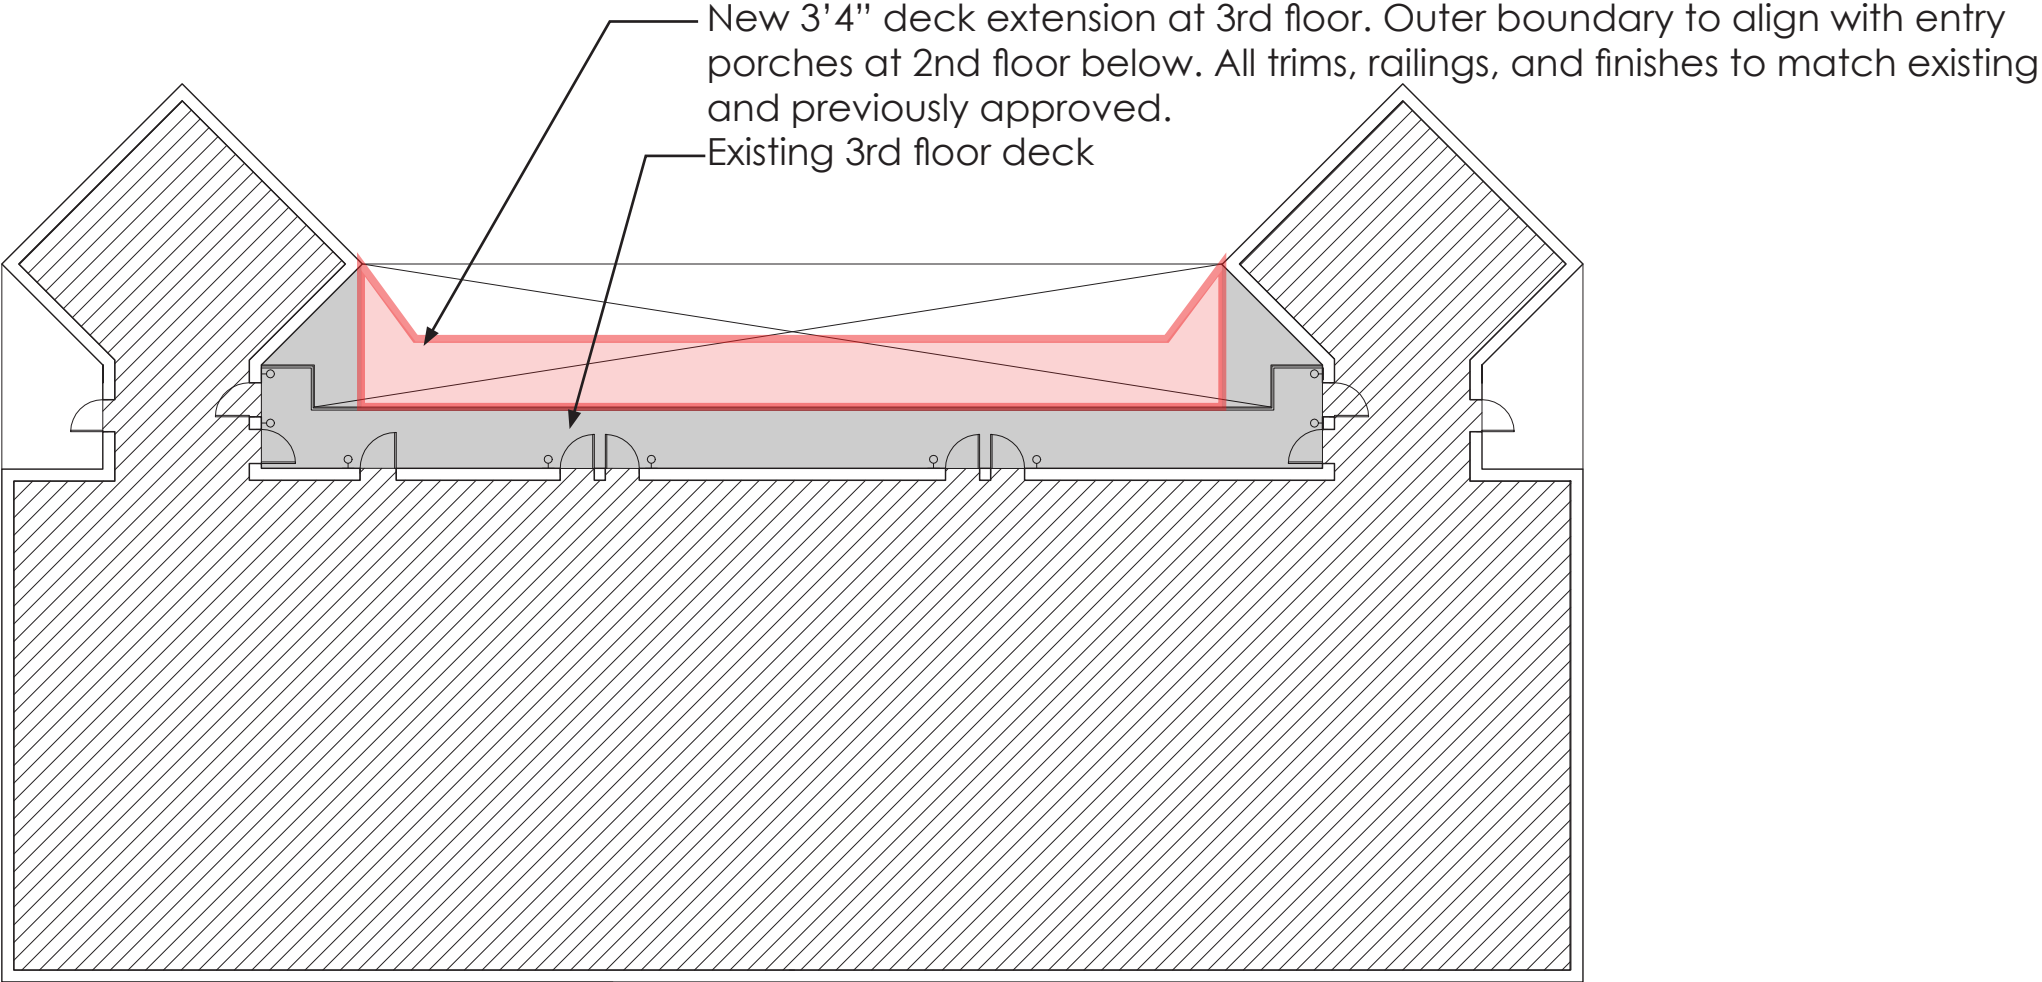 New 3’4” deck extension at 3rd floor. Outer boundary to align with entry
porches at 2nd floor below. All trims, railings, and finishes to match existing
and previously approved.
Existing 3rd floor deck